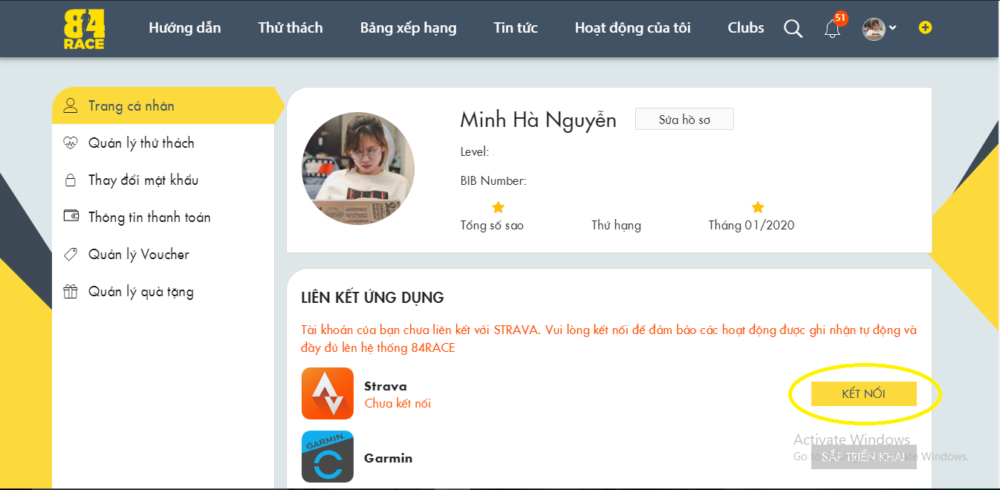 84
RACE
Hướng dẫn
Thử thách
Bảng xếp hạng
Tin tức
Hoạt động của tôi
Clubs
51
Trang cá nhân
Quản lý thử thách
Thay đổi mật khẩu
Thông tin thanh toán
Quản lý Voucher
Quản lý quà tặng
Minh Hà Nguyễn
Sửa hồ sơ
Level:
BIB Number:
Tổng số sao
Thứ hạng
Tháng 01/2020
LIÊN KẾT ỨNG DỤNG
Tài khoản của bạn chưa liên kết với STRAVA. Vui lòng kết nối để đảm bảo các hoạt động được ghi nhận tự động và
đầy đủ lên hệ thống 84RACE
Strava
Chưa kết nối
KẾT NỐI
GARMIN
Garmin
SẮP TRIỂN KHAI
Activate Windows
Go to Windows.